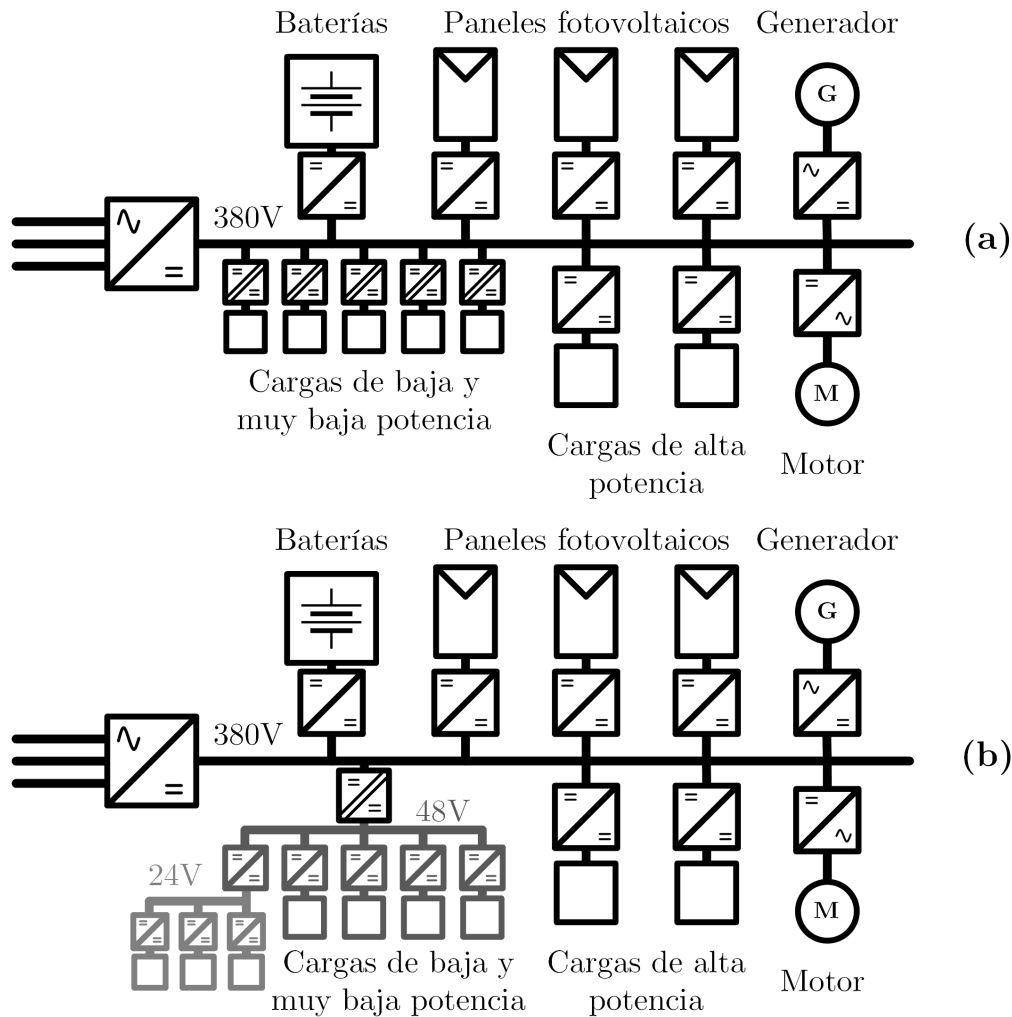 Baterías
Paneles fotovoltaicos
Generador
G
380V
(a)
Cargas de baja y
muy baja potencia
M
Cargas de alta
potencia
Motor
Baterías
Paneles fotovoltaicos
Generador
G
380V
(b)
48V
24V
M
Cargas de baja y
muy baja potencia
Cargas de alta
potencia
Motor